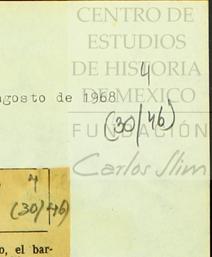 CENTRO DE
ESTUDIOS
DE HISTORIA
4
agosto de 1968
DE MEXICO
(30/46)
FUNDACIÓN
Carlos Slim
4
(30/46)
o, el bar-